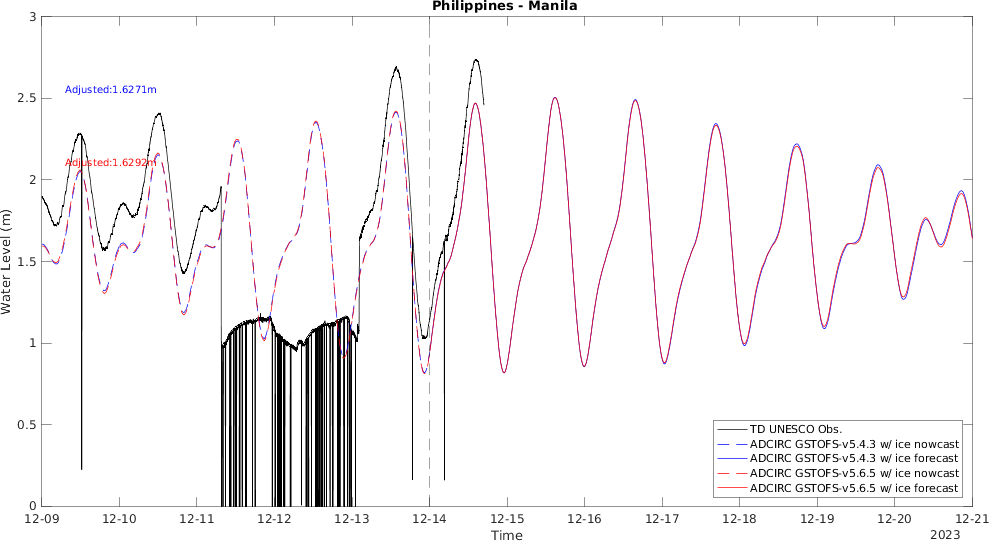 Philippines - Manila
3
2.5
2
1.5
1
0.5
0
Water Level (m)
Adjusted:1.6271m
Adjusted:1.6292m
TD UNESCO Obs.
ADCIRC GSTOFS-v5.4.3 w/ ice nowcast
ADCIRC GSTOFS-v5.4.3 w/ ice forecast
ADCIRC GSTOFS-v5.6.5 w/ ice nowcast
ADCIRC GSTOFS-v5.6.5 w/ ice forecast
12-09 12-10 12-11 12-12 12-13 12-14 12-15 12-16 12-17 12-18 12-19 12-20 12-21
Time
2023